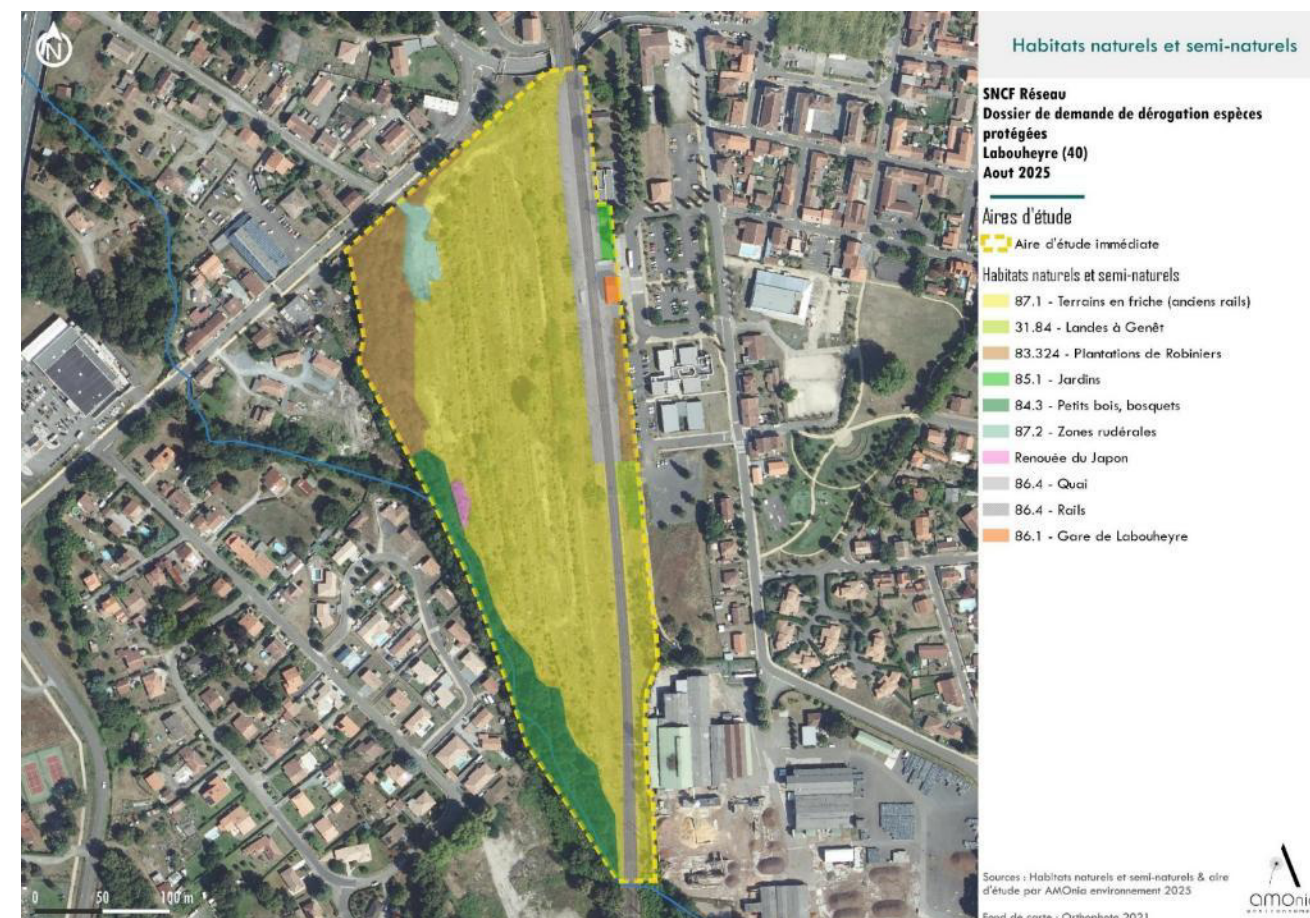 N
Habitats naturels et semi-naturels
SNCF Réseau
Dossier de demande de dérogation espèces
protégées
Labouheyre (40)
Aout 2025
Aires d'étude
Aire d'étude immédiate
Habitats naturels et semi-naturels
87.1 - Terrains en friche (anciens rails)
31.84 - Landes à Genêt
83.324 - Plantations de Robiniers
85.1 - Jardins
84.3 - Petits bois, bosquets
87.2 - Zones rudérales
Renouée du Japon
86.4 - Quai
86.4 - Rails
86.1 - Gare de Labouheyre
0 50 100 m
Sources : Habitats naturels et semi-naturels & aire
d'étude par AMOnia environnement 2025
Fond de carte : Orthophoto 2021
amonia
environnement